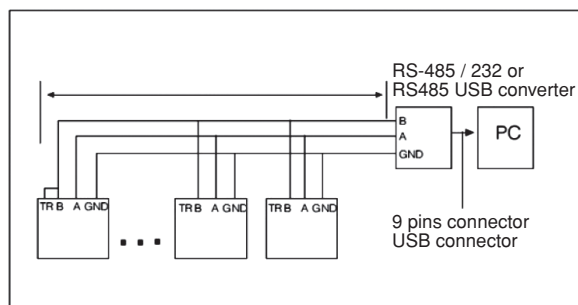 RS-485 / 232 or
RS485 USB converter
B
A
GND
PC
TR B A GND
TR B A GND
TR B A GND
9 pins connector
USB connector